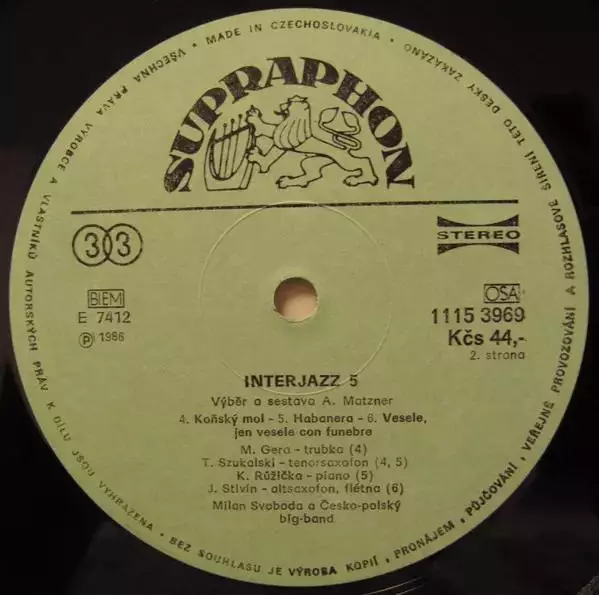 MADE IN CZECHOSLOVAKIA • VŠECHNA PRÁVA VÝROBCE A VLASTNÍKŮ AUTORSKÝCH PRÁV K DÍLU JSOU VYHRAZENA • BEZ SOUHLASU JE VÝROBA KOPIÍ, PRONÁJEM, PŮJČOVÁNÍ, VEŘEJNÉ PROVOZOVÁNÍ A ROZHLASOVÉ ŠÍŘENÍ TÉTO DESKY ZAKÁZÁNO •
SUPRAPHON
33
STEREO
BIEM
OSA
E 7412
1115 3969
Ⓟ 1986
Kčs 44,-
2. strana
INTERJAZZ 5
Výběr a sestava A. Matzner
4. Koňský mol - 5. Habanera - 6. Vesele,
jen vesele con funebre
M. Gera - trubka (4)
T. Szukalski - tenorsaxofon (4, 5)
K. Růžička - piano (5)
J. Stivín - altsaxofon, flétna (6)
Milan Svoboda a Česko-polský
big-band